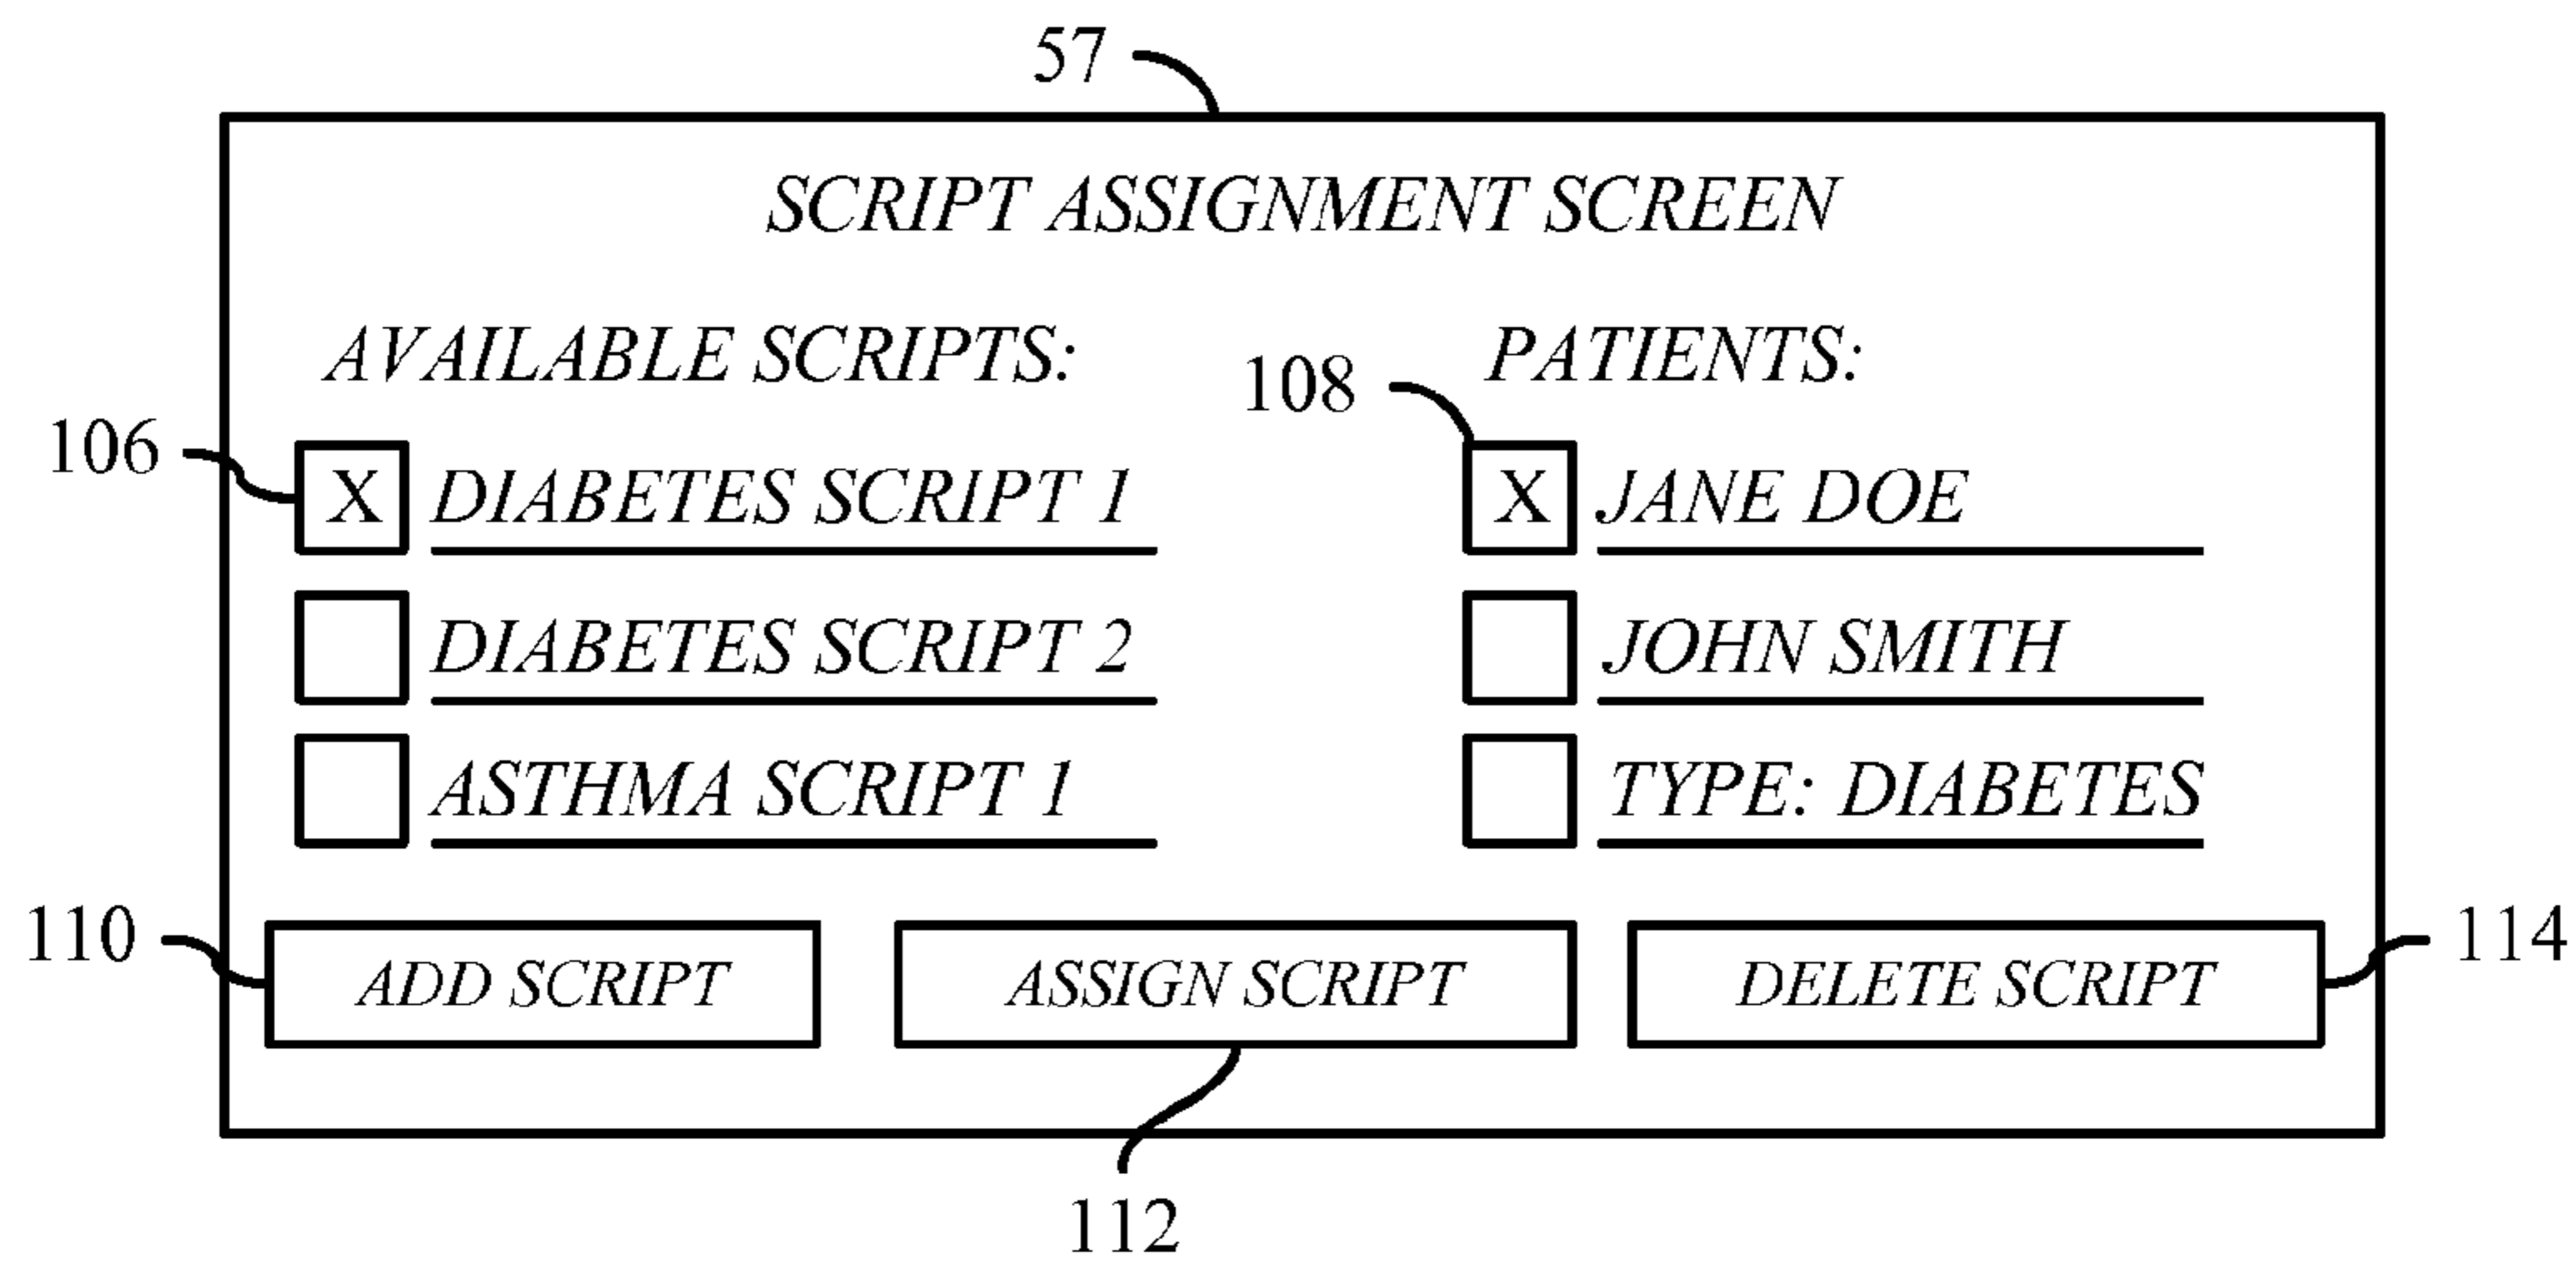 57
SCRIPT ASSIGNMENT SCREEN
AVAILABLE SCRIPTS:
PATIENTS:
106
108
X DIABETES SCRIPT 1
X JANE DOE
DIABETES SCRIPT 2
JOHN SMITH
ASTHMA SCRIPT 1
TYPE: DIABETES
110
ADD SCRIPT
ASSIGN SCRIPT
DELETE SCRIPT
114
112